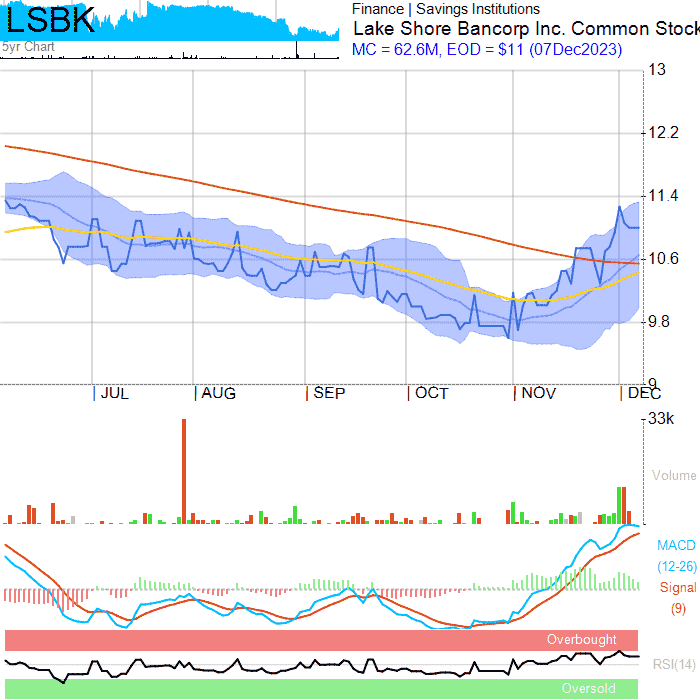 LSBK
5yr Chart
Finance | Savings Institutions
Lake Shore Bancorp Inc. Common Stock
MC = 62.6M, EOD = $11 (07Dec2023)
13
12.2
11.4
10.6
9.8
9
JUL AUG SEP OCT NOV DEC
33k
Volume
MACD
(12-26)
Signal
(9)
Overbought
RSI(14)
Oversold